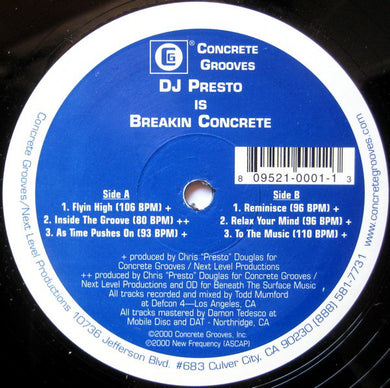 CG®
CONCRETE
GROOVES
DJ PRESTO
IS
BREAKIN CONCRETE
Side A
1. Flyin High (106 BPM) +
2. Inside The Groove (80 BPM) ++
3. As Time Pushes On (93 BPM) +
8 09521-0001-1 3
Side B
1. Reminisce (96 BPM) +
2. Relax Your Mind (96 BPM) +
3. To The Music (110 BPM) +
+ produced by Chris "Presto" Douglas for
Concrete Grooves / Next Level Productions
++ produced by Chris "Presto" Douglas for Concrete Grooves /
Next Level Productions and OD for Beneath The Surface Music
All tracks recorded and mixed by Todd Mumford
at Defcon 4—Los Angeles, CA
All tracks mastered by Damon Tedesco at
Mobile Disc and DAT - Northridge, CA
©2000 Concrete Grooves, Inc.
℗2000 New Frequency (ASCAP)
Concrete Grooves/Next Level Productions 10736 Jefferson Blvd. #683 Culver City, CA 90230 (888) 581-7731 www.concretegrooves.com